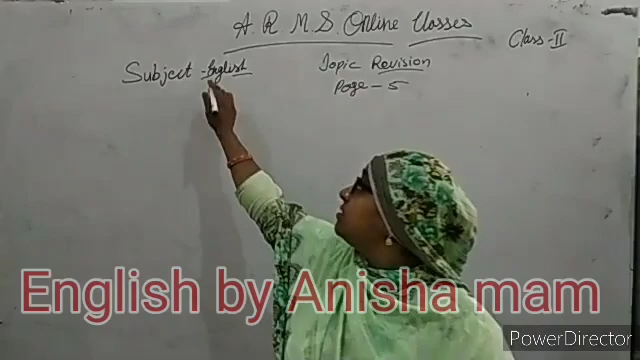 A R M S Online Classes
Class-II
Subject - English
Topic Revision
Page - 5
English by Anisha mam
PowerDirector